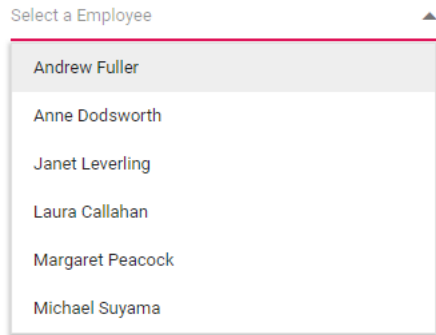 Select a Employee
Andrew Fuller
Anne Dodsworth
Janet Leverling
Laura Callahan
Margaret Peacock
Michael Suyama